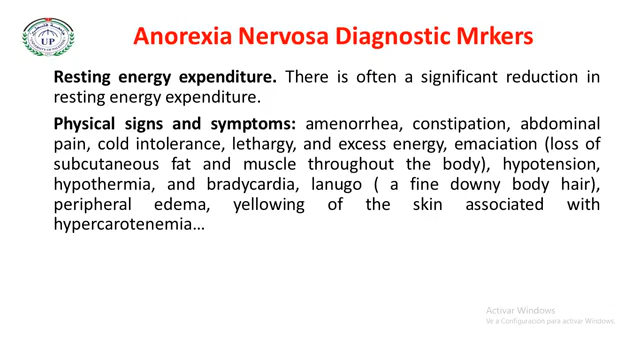 UP
Anorexia Nervosa Diagnostic Mrkers
Resting energy expenditure. There is often a significant reduction in
resting energy expenditure.
Physical signs and symptoms: amenorrhea, constipation, abdominal
pain, cold intolerance, lethargy, and excess energy, emaciation (loss of
subcutaneous fat and muscle throughout the body), hypotension,
hypothermia, and bradycardia, lanugo ( a fine downy body hair),
peripheral edema, yellowing of the skin associated with
hypercarotenemia…
Activar Windows
Ve a Configuración para activar Windows.